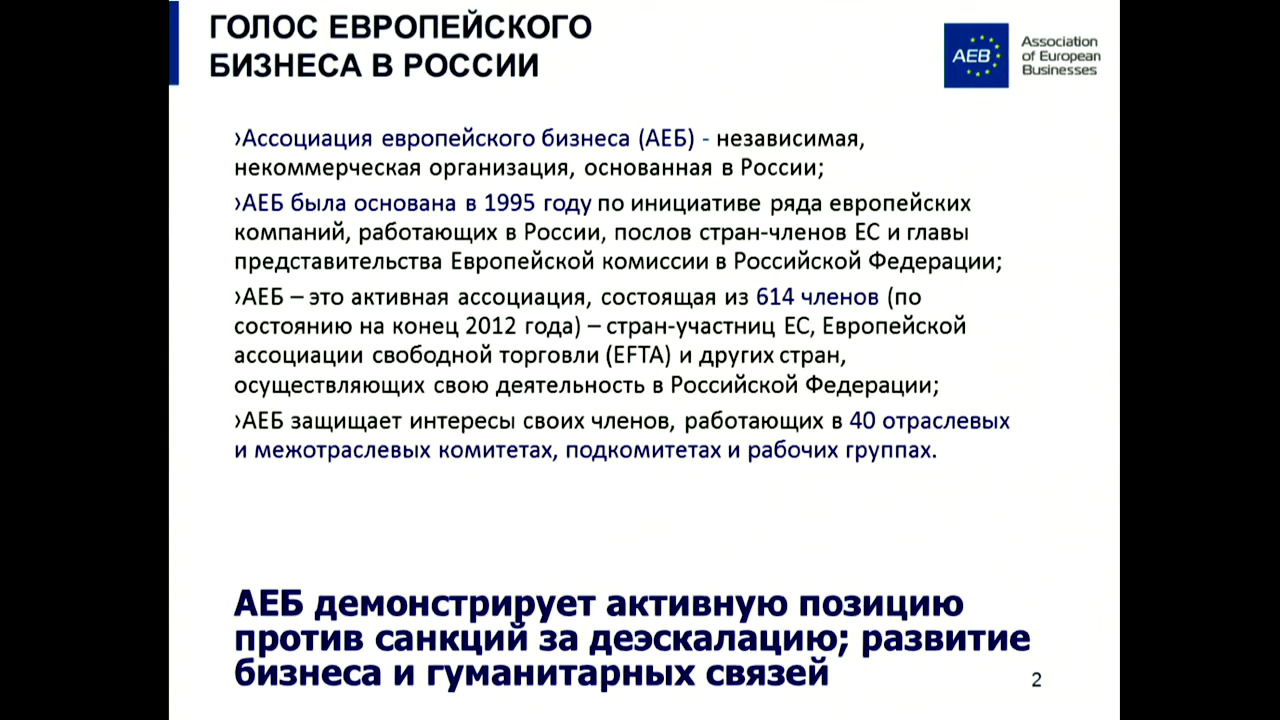 ГОЛОС ЕВРОПЕЙСКОГО
БИЗНЕСА В РОССИИ
AEB
Association
of European
Businesses
›Ассоциация европейского бизнеса (АЕБ) - независимая,
некоммерческая организация, основанная в России;
›АЕБ была основана в 1995 году по инициативе ряда европейских
компаний, работающих в России, послов стран-членов ЕС и главы
представительства Европейской комиссии в Российской Федерации;
›АЕБ – это активная ассоциация, состоящая из 614 членов (по
состоянию на конец 2012 года) – стран-участниц ЕС, Европейской
ассоциации свободной торговли (EFTA) и других стран,
осуществляющих свою деятельность в Российской Федерации;
›АЕБ защищает интересы своих членов, работающих в 40 отраслевых
и межотраслевых комитетах, подкомитетах и рабочих группах.
АЕБ демонстрирует активную позицию
против санкций за деэскалацию; развитие
бизнеса и гуманитарных связей
2